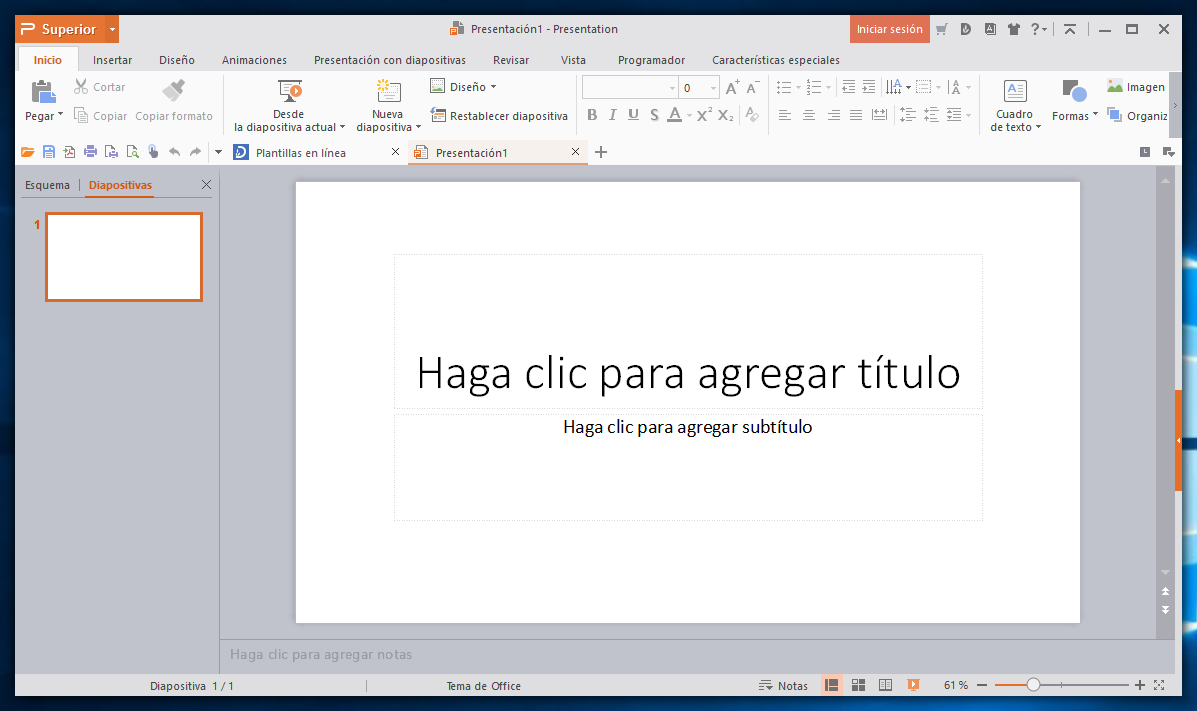 Superior
Presentación1 - Presentation
Iniciar sesión
Inicio Insertar Diseño Animaciones Presentación con diapositivas Revisar Vista Programador Características especiales
Cortar
Copiar Copiar formato
Pegar
Desde
la diapositiva actual
Nueva
diapositiva
Diseño
Restablecer diapositiva
0
B I U S A X² X₂
Cuadro
de texto
Formas
Imagen
Organiz
Plantillas en línea
Presentación1
Esquema Diapositivas
1
Haga clic para agregar título
Haga clic para agregar subtítulo
Haga clic para agregar notas
Diapositiva 1 / 1
Tema de Office
Notas
61 %